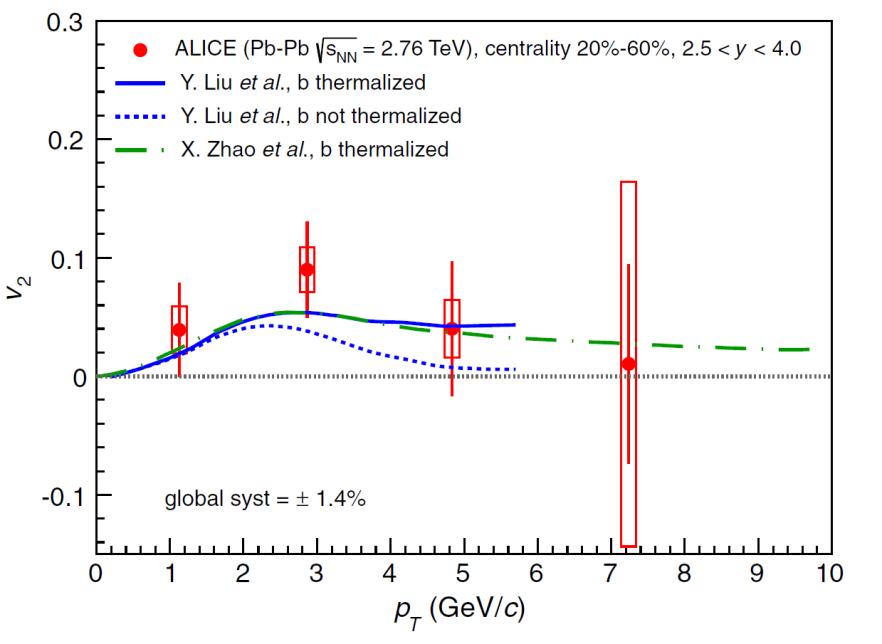 0.3
ALICE (Pb-Pb √sNN = 2.76 TeV), centrality 20%-60%, 2.5 < y < 4.0
Y. Liu et al., b thermalized
Y. Liu et al., b not thermalized
X. Zhao et al., b thermalized
0.2
0.1
v2
0
-0.1
global syst = ± 1.4%
0 1 2 3 4 5 6 7 8 9 10
pT (GeV/c)